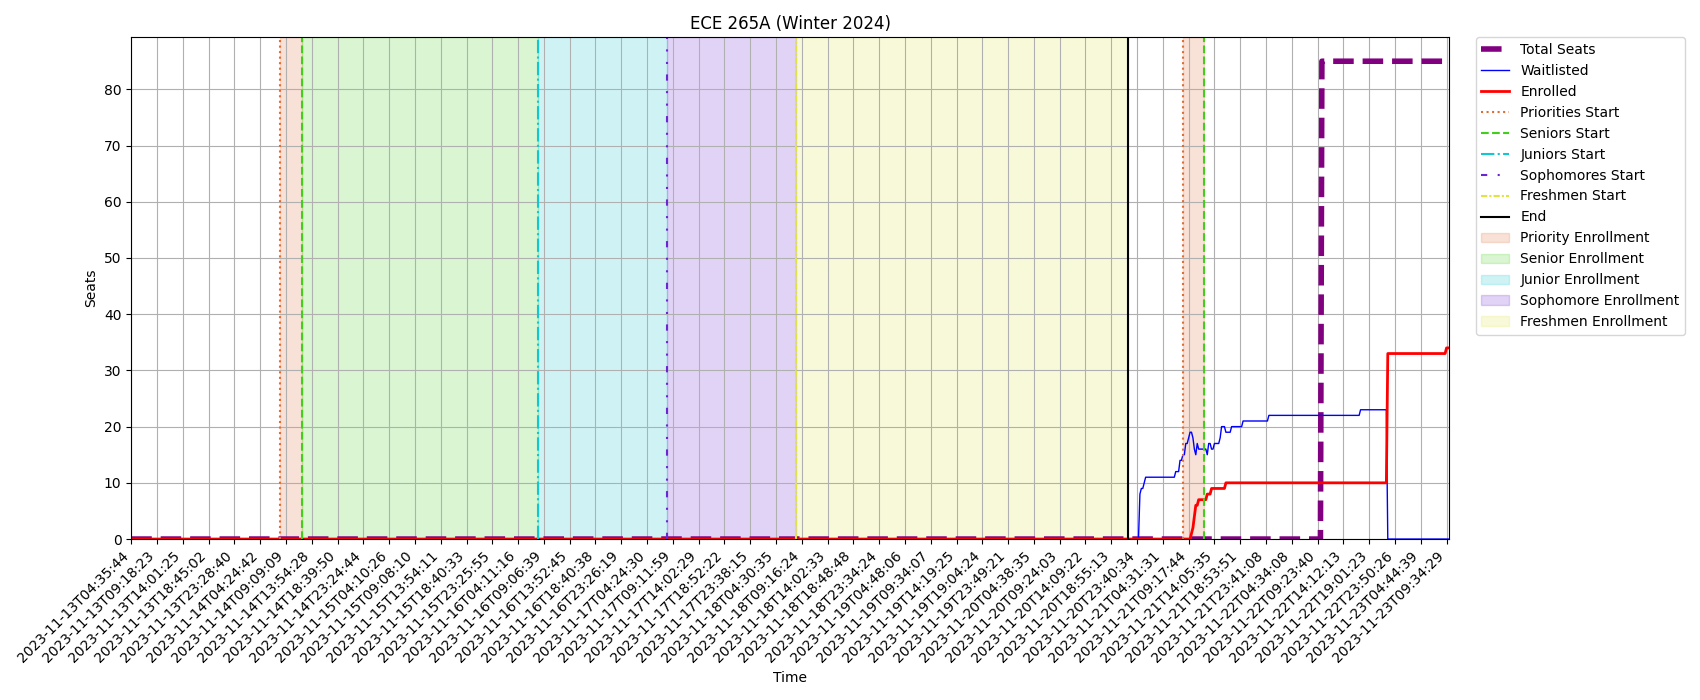 ECE 265A (Winter 2024)
Seats
80
70
60
50
40
30
20
10
0
2023-11-13T04:35:44
2023-11-13T09:18:23
2023-11-13T14:01:25
2023-11-13T18:45:02
2023-11-13T23:28:40
2023-11-14T04:24:42
2023-11-14T09:09:09
2023-11-14T13:54:28
2023-11-14T18:39:50
2023-11-14T23:24:44
2023-11-15T04:10:26
2023-11-15T09:08:10
2023-11-15T13:54:11
2023-11-15T18:40:33
2023-11-15T23:25:55
2023-11-16T04:11:16
2023-11-16T09:06:39
2023-11-16T13:52:45
2023-11-16T18:40:38
2023-11-16T23:26:19
2023-11-17T04:24:30
2023-11-17T09:11:59
2023-11-17T14:02:29
2023-11-17T18:52:22
2023-11-17T23:38:15
2023-11-18T04:30:35
2023-11-18T09:16:24
2023-11-18T14:02:33
2023-11-18T18:48:48
2023-11-18T23:34:24
2023-11-19T04:48:06
2023-11-19T09:34:07
2023-11-19T14:19:25
2023-11-19T19:04:24
2023-11-19T23:49:21
2023-11-20T04:38:35
2023-11-20T09:24:03
2023-11-20T14:09:22
2023-11-20T18:55:13
2023-11-20T23:40:34
2023-11-21T04:31:31
2023-11-21T09:17:44
2023-11-21T14:05:35
2023-11-21T18:53:51
2023-11-21T23:41:08
2023-11-22T04:34:08
2023-11-22T09:23:40
2023-11-22T14:12:13
2023-11-22T19:01:23
2023-11-22T23:50:26
2023-11-23T04:44:39
2023-11-23T09:34:29
Time
Total Seats
Waitlisted
Enrolled
Priorities Start
Seniors Start
Juniors Start
Sophomores Start
Freshmen Start
End
Priority Enrollment
Senior Enrollment
Junior Enrollment
Sophomore Enrollment
Freshmen Enrollment